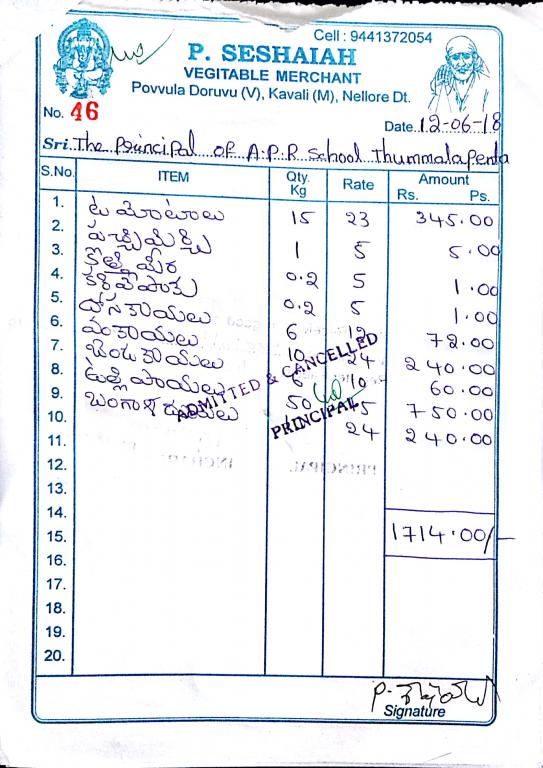 Cell : 9441372054
P. SESHAIAH
VEGITABLE MERCHANT
Povvula Doruvu (V), Kavali (M), Nellore Dt.
No. 46
Date. 12-06-18
Sri. The principal of A.P.R School Thummalapenta
S.No. ITEM Qty. Kg Rate Amount Rs. Ps.
1. టమోటాలు 15 23 345.00
2. పచ్చిమిర్చి 1 5 5.00
3. కొత్తిమీర
4. కరివేపాకు 0.2 5 1.00
5. దోసకాయలు 0.2 5 1.00
6. వంకాయలు 6 12 72.00
7. బెండకాయలు 10 24 240.00
8. ఉల్లిపాయలు 6 10 60.00
9. బంగాళదుంపలు 50 15 750.00
10. 24 240.00
11.
ADMITTED & CANCELLED
PRINCIPAL
12.
13.
14.
15. 1714.00/-
16.
17.
18.
19.
20.
Signature